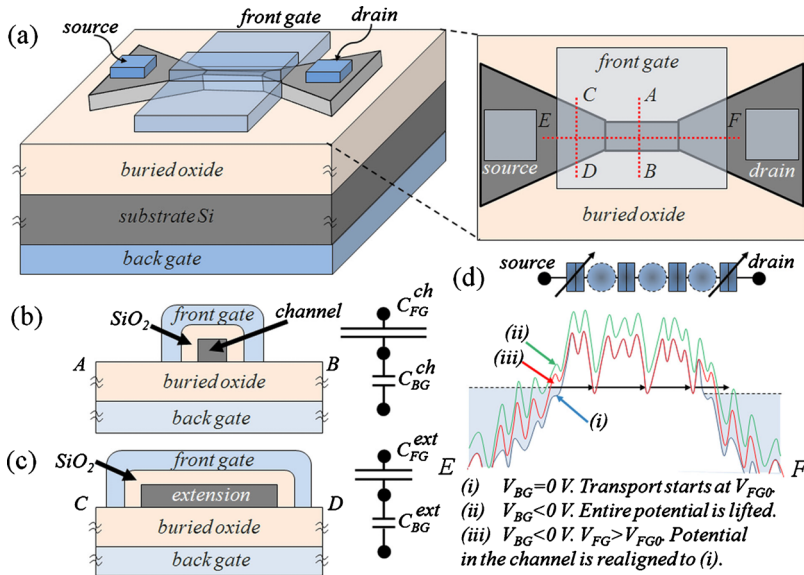 (a)
source
front gate
drain
buried oxide
substrate Si
back gate
front gate
C
A
E
F
source
D
B
drain
buried oxide
(b)
SiO2
front gate
channel
A
B
buried oxide
back gate
C_FG^ch
C_BG^ch
(c)
SiO2
front gate
extension
C
D
buried oxide
back gate
C_FG^ext
C_BG^ext
(d)
source
drain
(ii)
(iii)
(i)
E
F
(i) V_BG=0 V. Transport starts at V_FG0.
(ii) V_BG<0 V. Entire potential is lifted.
(iii) V_BG<0 V. V_FG>V_FG0. Potential
in the channel is realigned to (i).